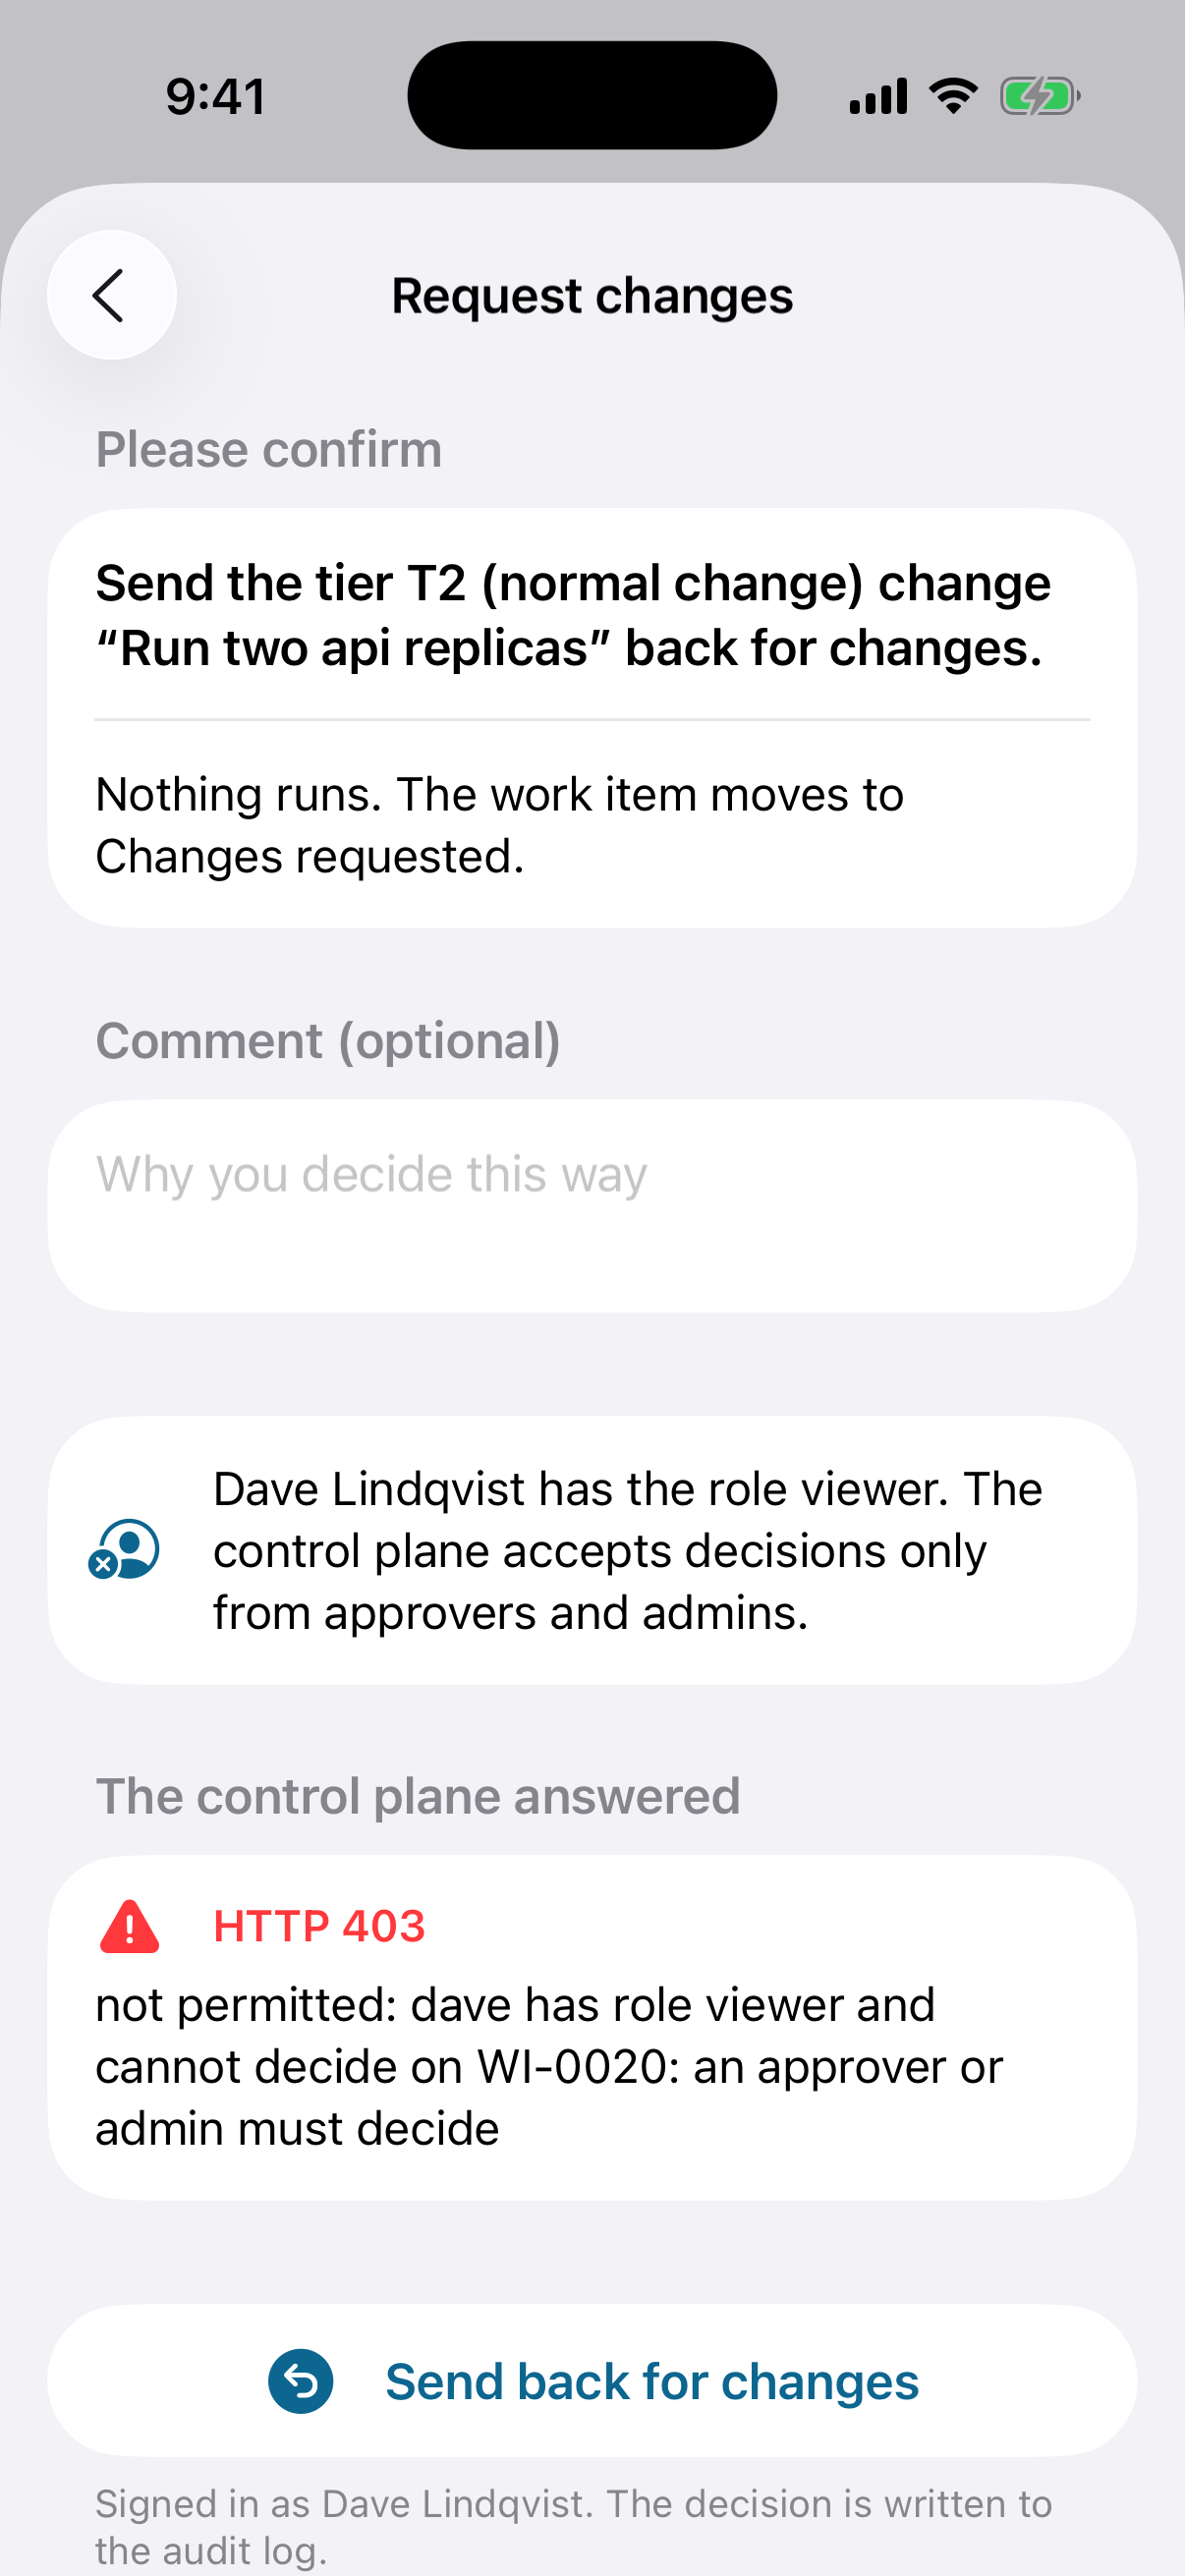 9:41
Request changes
Please confirm
Send the tier T2 (normal change) change
“Run two api replicas” back for changes.
Nothing runs. The work item moves to
Changes requested.
Comment (optional)
Why you decide this way
Dave Lindqvist has the role viewer. The
control plane accepts decisions only
from approvers and admins.
The control plane answered
HTTP 403
not permitted: dave has role viewer and
cannot decide on WI-0020: an approver or
admin must decide
Send back for changes
Signed in as Dave Lindqvist. The decision is written to
the audit log.